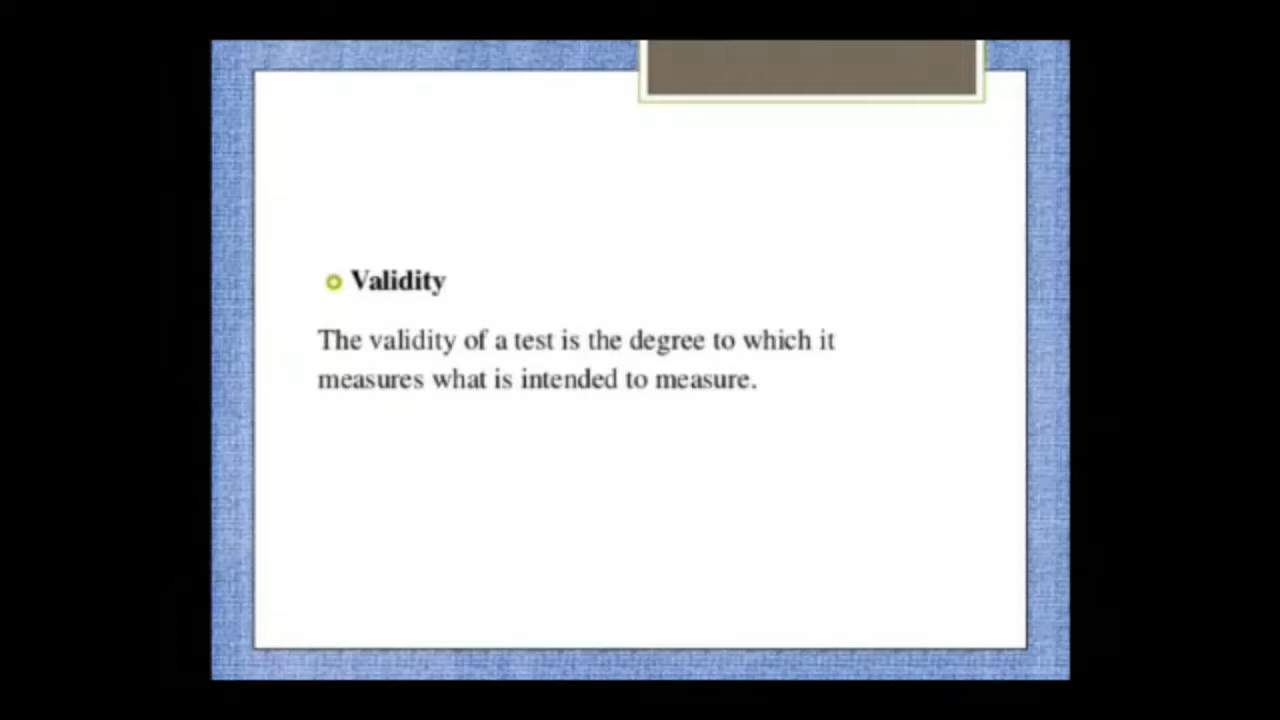 Validity
The validity of a test is the degree to which it
measures what is intended to measure.